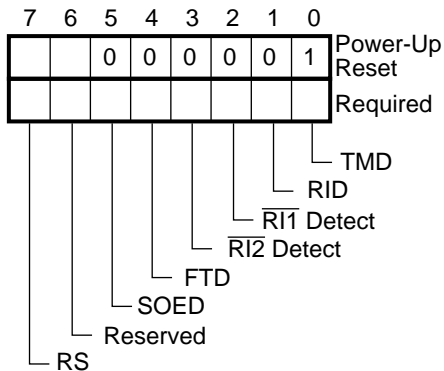 7 6 5 4 3 2 1 0
0 0 0 0 0 1 Power-Up
Reset
Required
TMD
RID
RI1 Detect
RI2 Detect
FTD
SOED
Reserved
RS